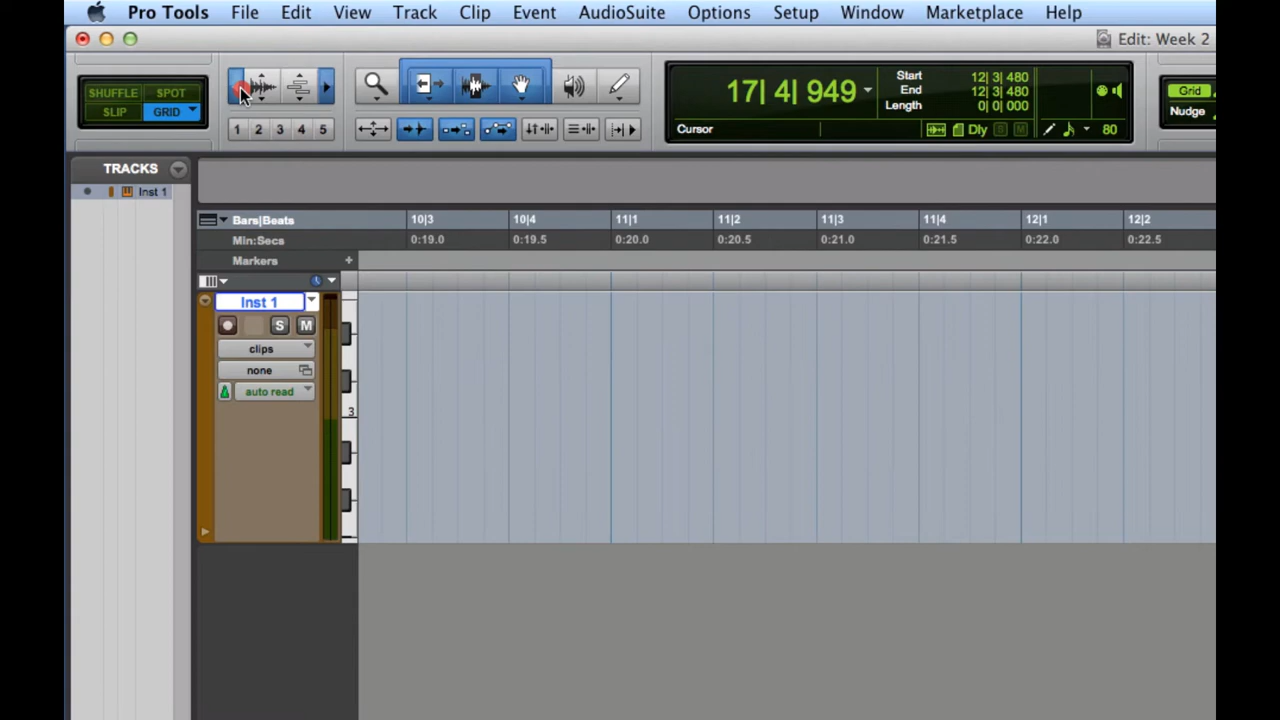 Pro Tools File Edit View Track Clip Event AudioSuite Options Setup Window Marketplace Help
Edit: Week 2
SHUFFLE SPOT
SLIP GRID
1 2 3 4 5
17| 4| 949
Start 12| 3| 480
End 12| 3| 480
Length 0| 0| 000
Cursor Dly S M 80
Grid
Nudge
TRACKS
Inst 1
Bars|Beats 10|3 10|4 11|1 11|2 11|3 11|4 12|1 12|2
Min:Secs 0:19.0 0:19.5 0:20.0 0:20.5 0:21.0 0:21.5 0:22.0 0:22.5
Markers +
Inst 1
S M
clips
none
auto read
3